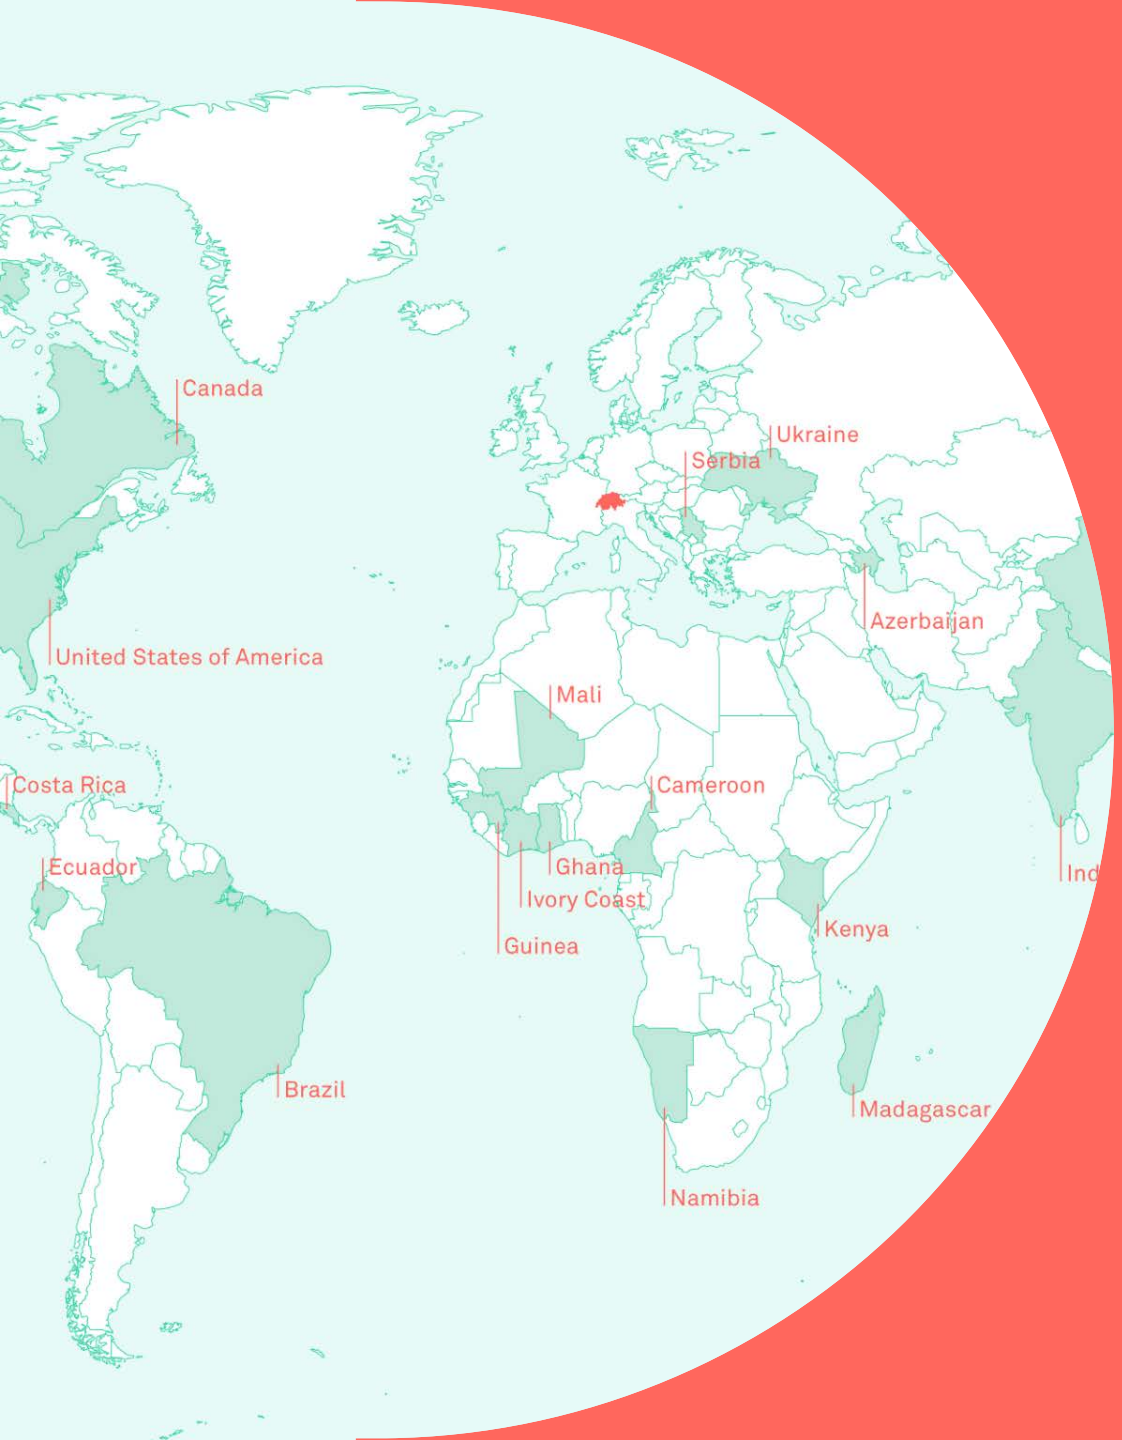 Canada
Ukraine
Serbia
Azerbaijan
United States of America
Mali
Costa Rica
Cameroon
Ecuador
Ghana
Ind
Ivory Coast
Kenya
Guinea
Brazil
Madagascar
Namibia